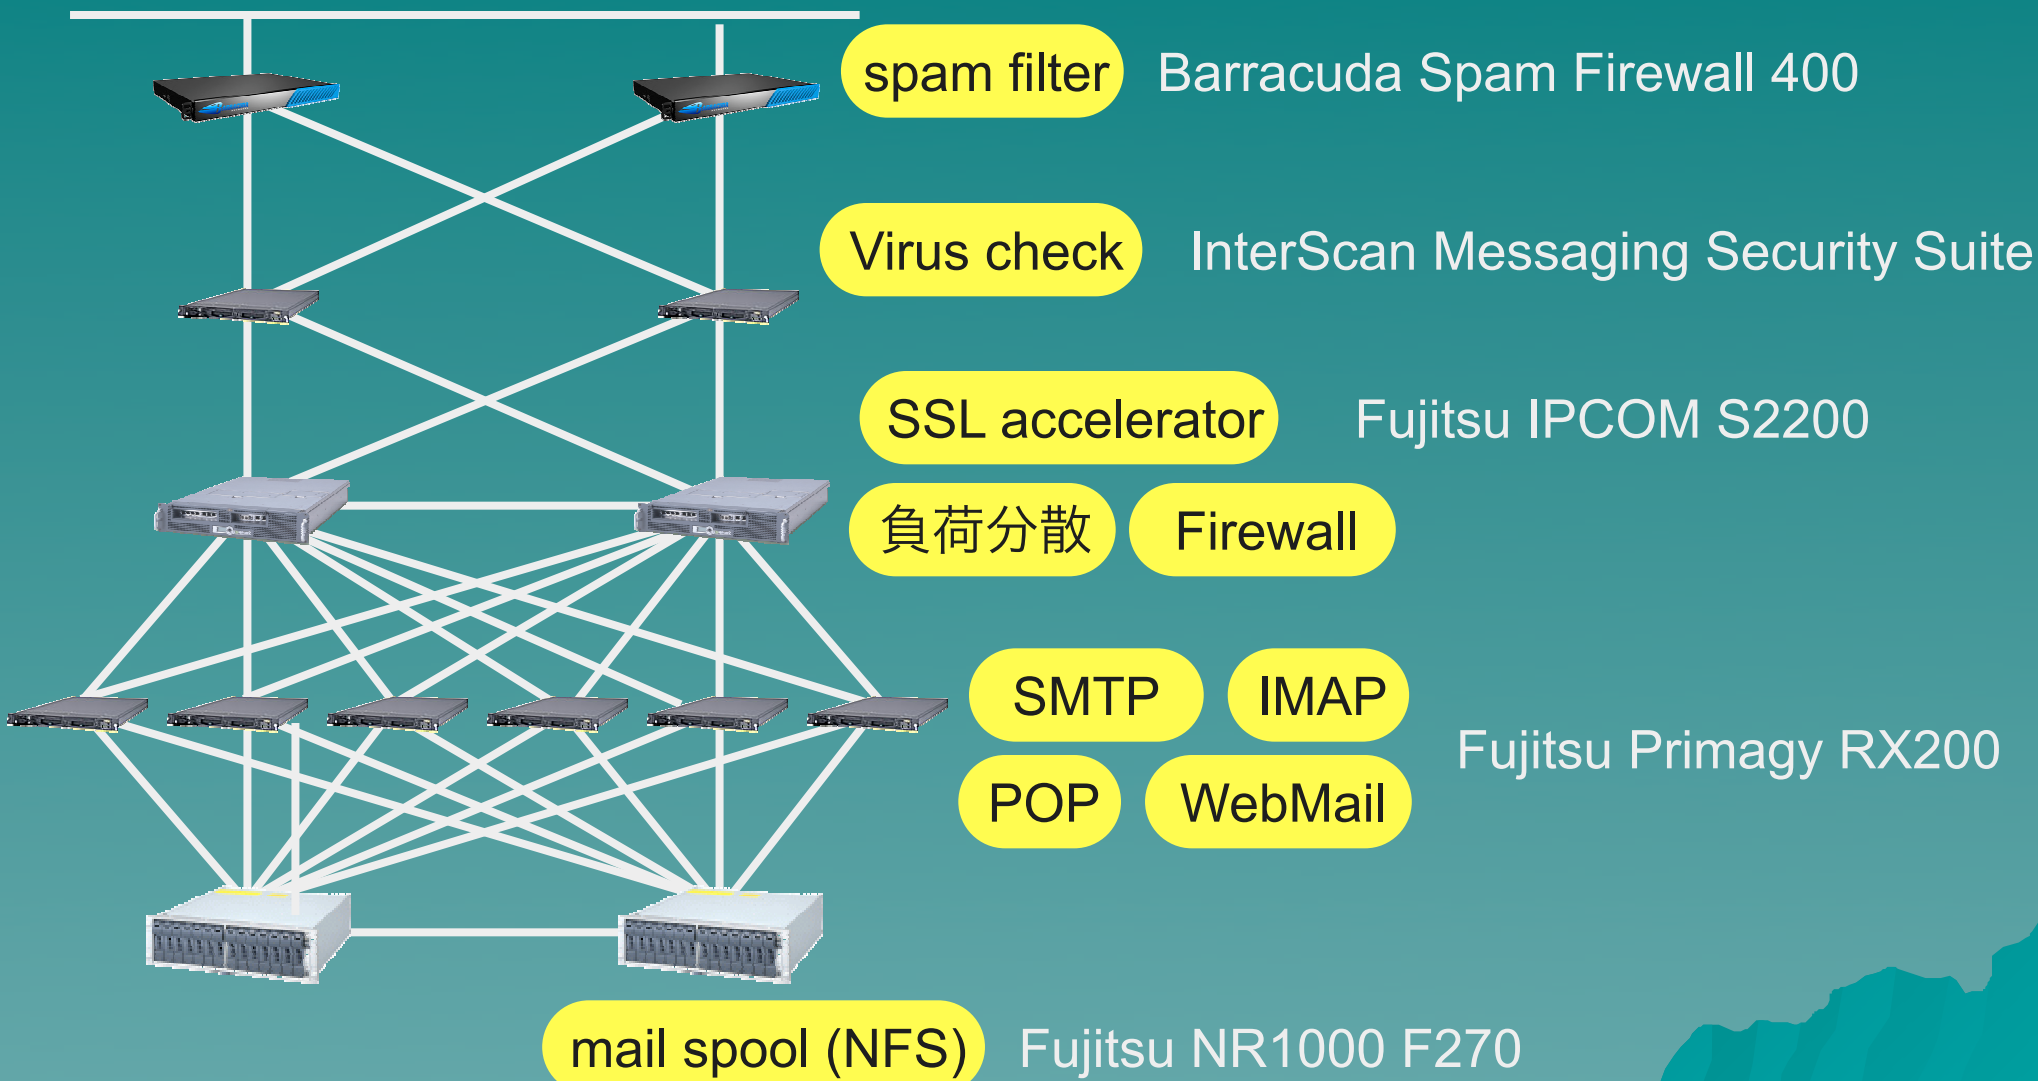 spam filter Barracuda Spam Firewall 400
Virus check InterScan Messaging Security Suite
SSL accelerator Fujitsu IPCOM S2200
負荷分散 Firewall
SMTP IMAP
Fujitsu Primagy RX200
POP WebMail
mail spool (NFS) Fujitsu NR1000 F270